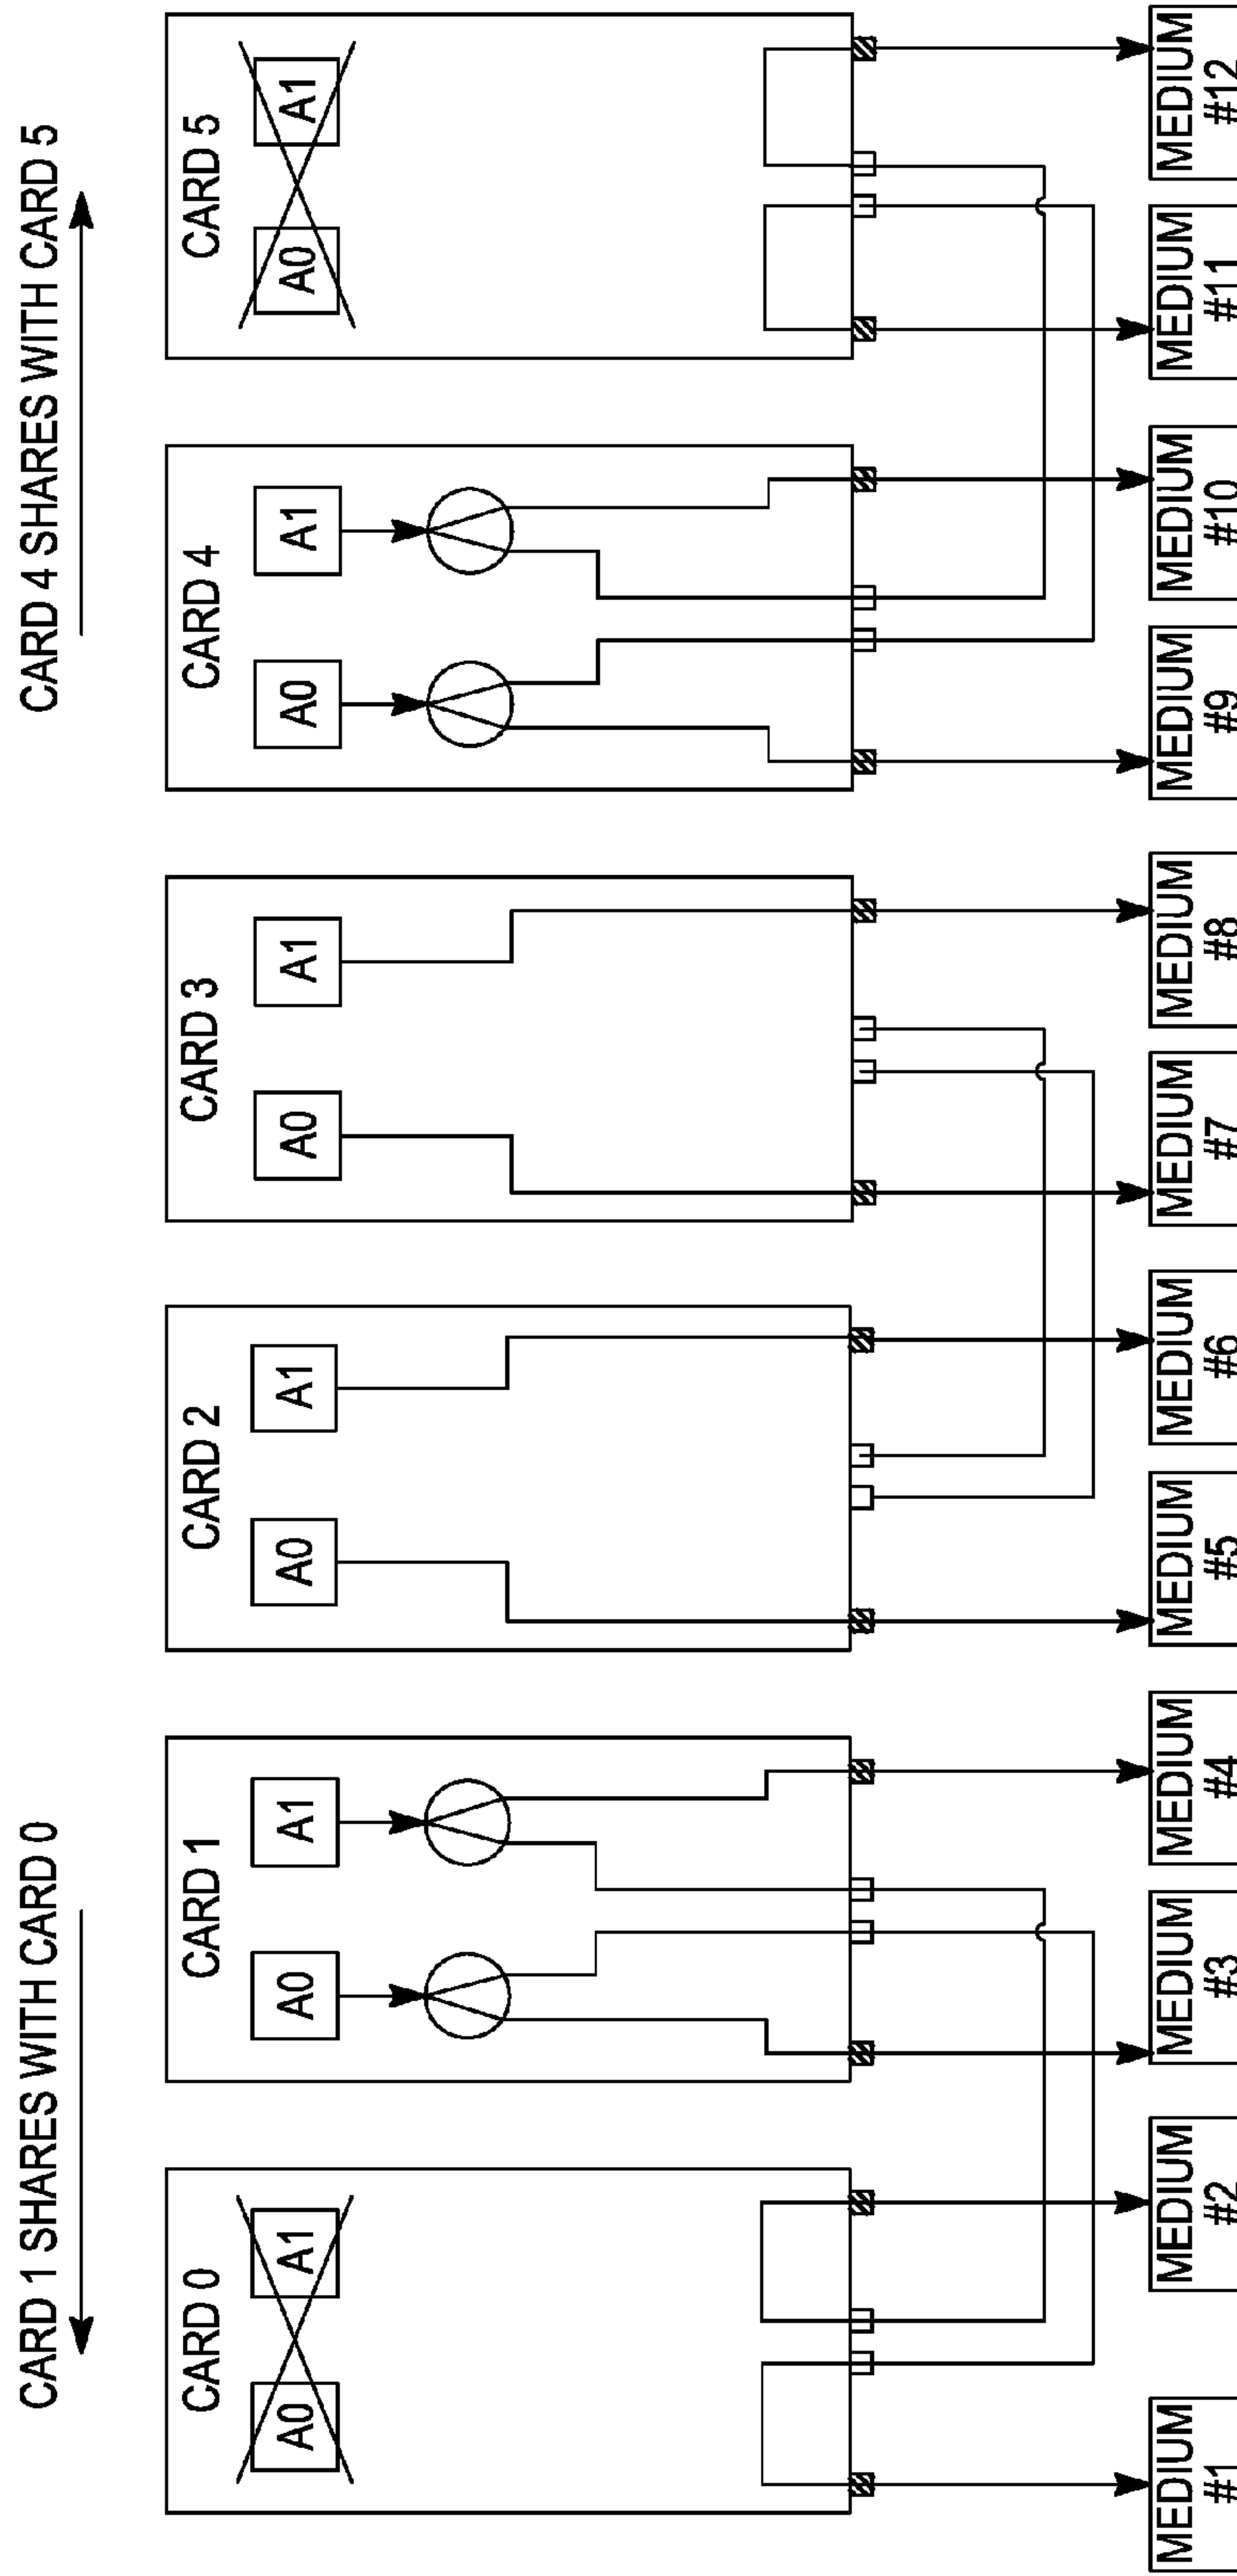 CARD 1 SHARES WITH CARD 0
CARD 4 SHARES WITH CARD 5
CARD 0
A0
A1
CARD 1
A0
A1
CARD 2
A0
A1
CARD 3
A0
A1
CARD 4
A0
A1
CARD 5
A0
A1
MEDIUM
#1
MEDIUM
#2
MEDIUM
#3
MEDIUM
#4
MEDIUM
#5
MEDIUM
#6
MEDIUM
#7
MEDIUM
#8
MEDIUM
#9
MEDIUM
#10
MEDIUM
#11
MEDIUM
#12